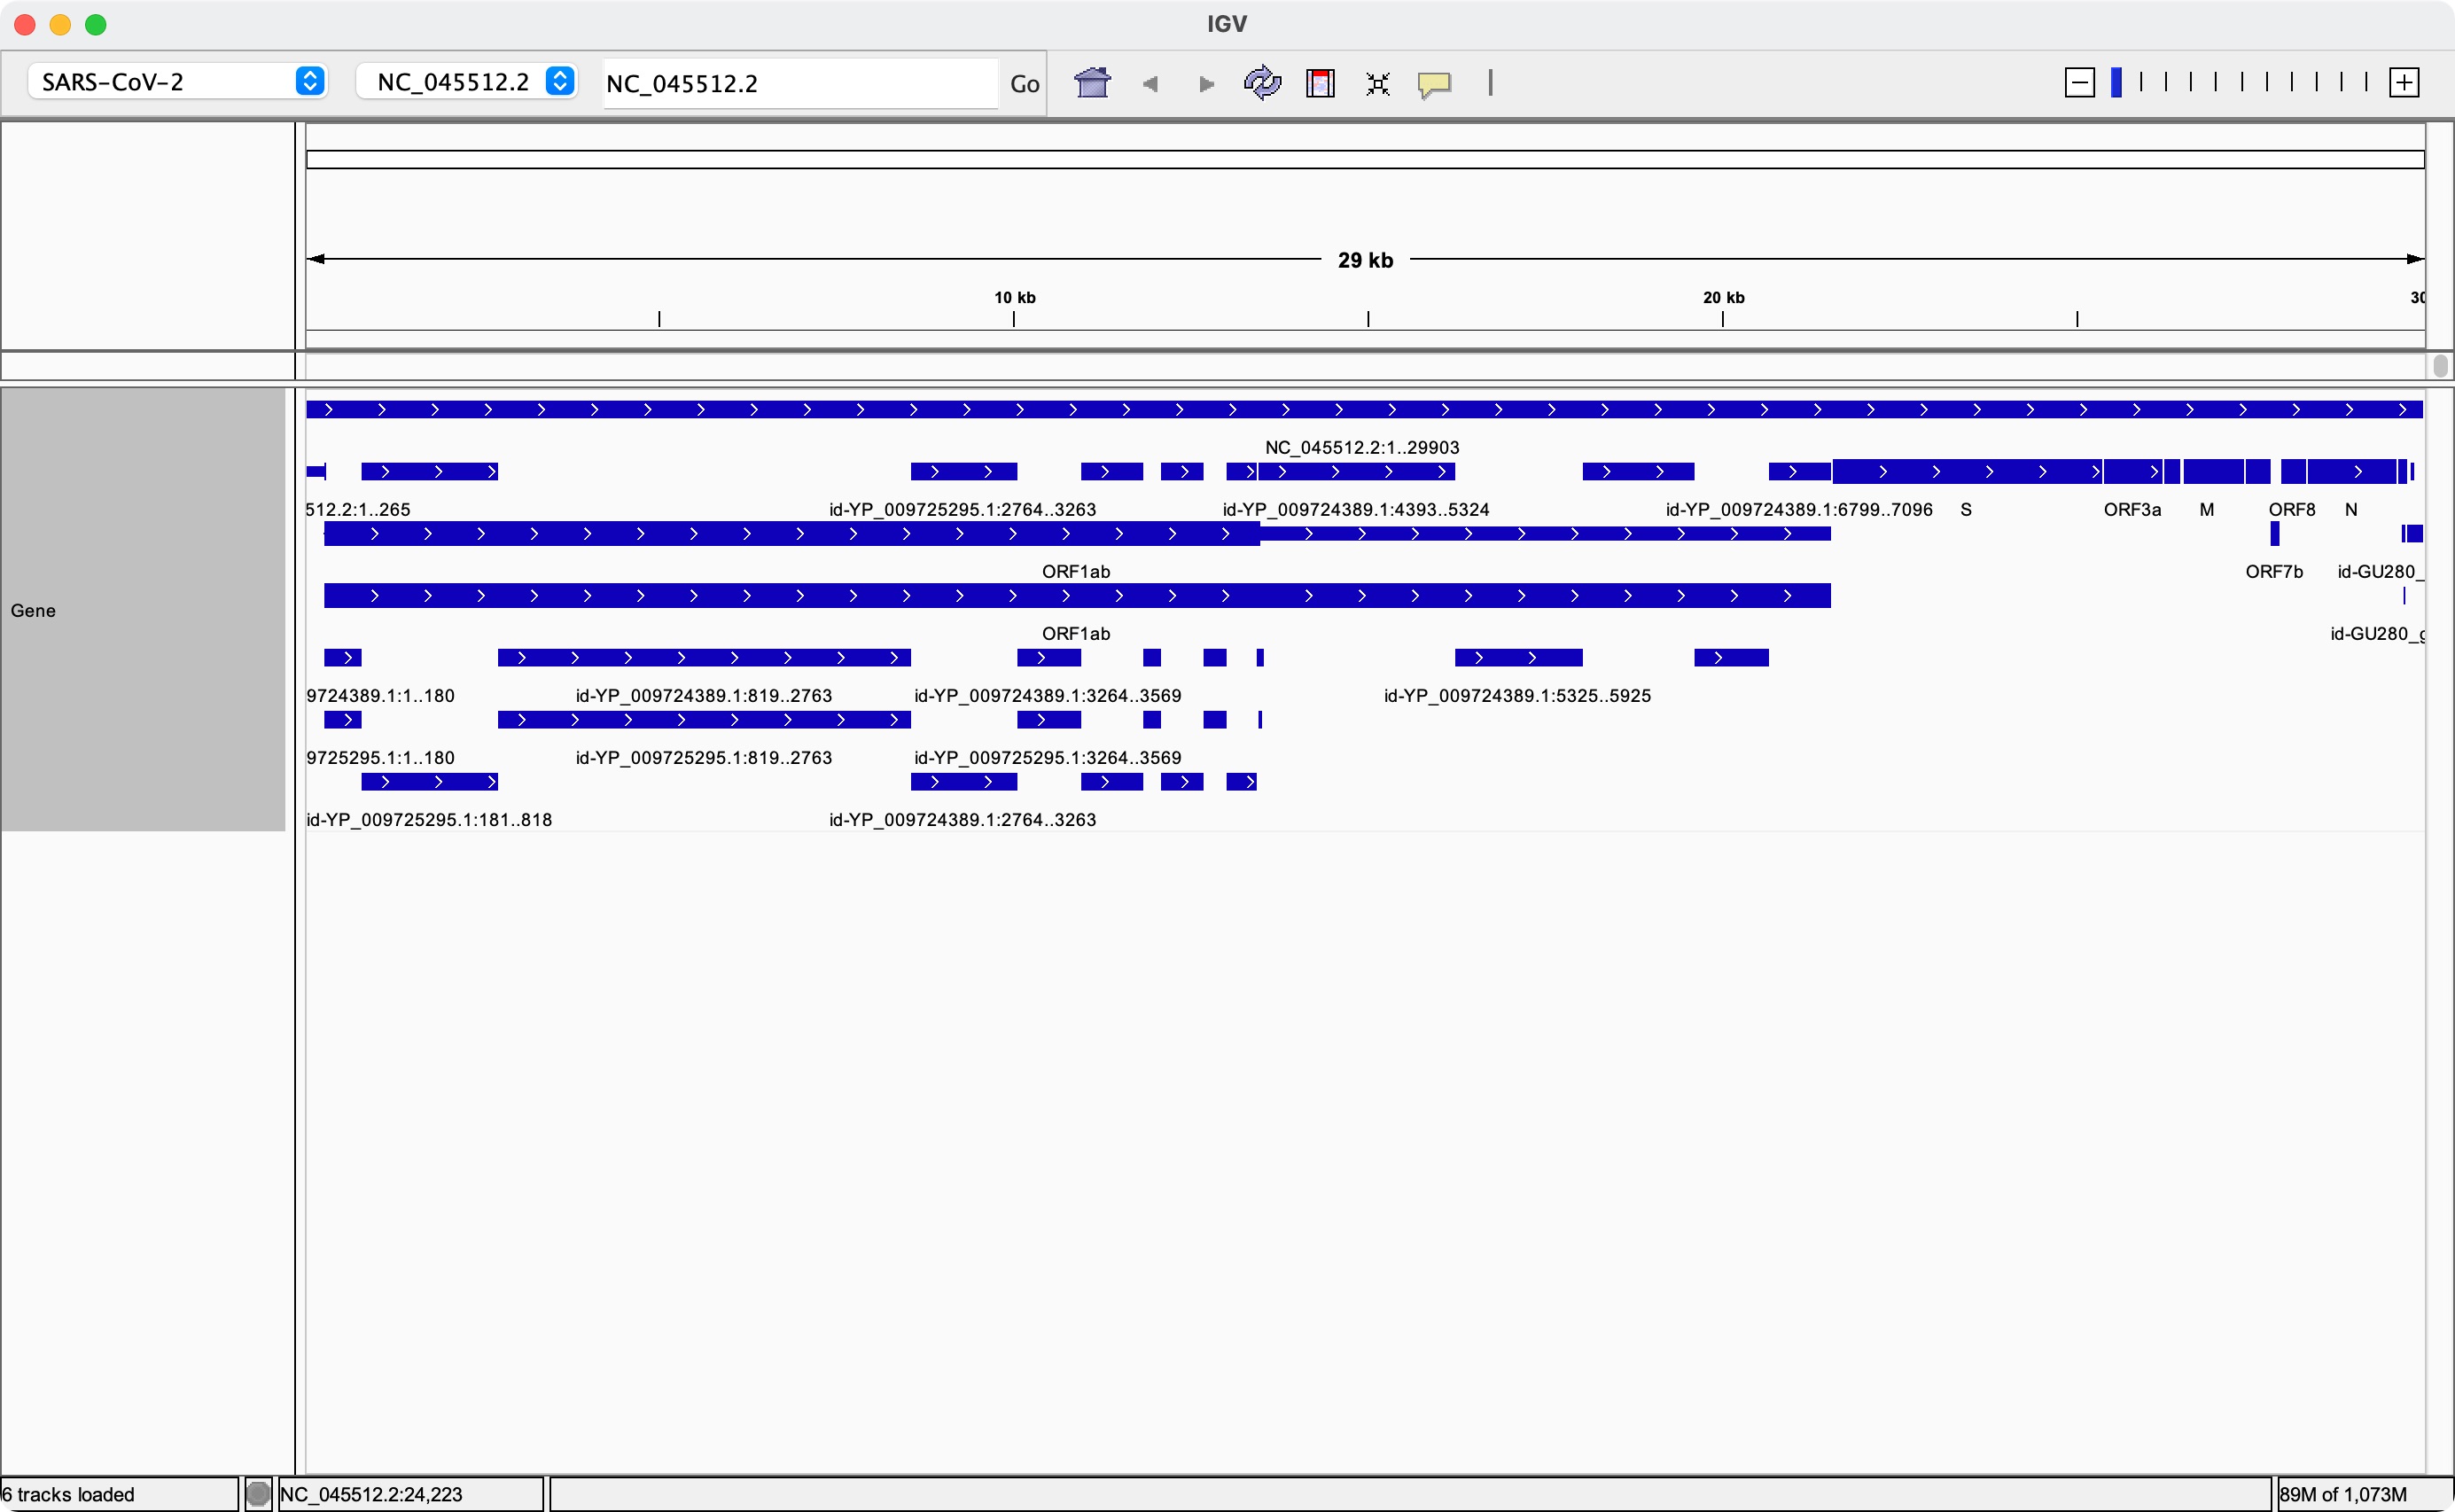 IGV
SARS-CoV-2 NC_045512.2 NC_045512.2 Go
29 kb
10 kb 20 kb 30
NC_045512.2:1..29903
512.2:1..265 id-YP_009725295.1:2764..3263 id-YP_009724389.1:4393..5324 id-YP_009724389.1:6799..7096 S ORF3a M ORF8 N
ORF1ab ORF7b id-GU280_
Gene
ORF1ab id-GU280_g
9724389.1:1..180 id-YP_009724389.1:819..2763 id-YP_009724389.1:3264..3569 id-YP_009724389.1:5325..5925
9725295.1:1..180 id-YP_009725295.1:819..2763 id-YP_009725295.1:3264..3569
id-YP_009725295.1:181..818 id-YP_009724389.1:2764..3263
6 tracks loaded NC_045512.2:24,223 89M of 1,073M